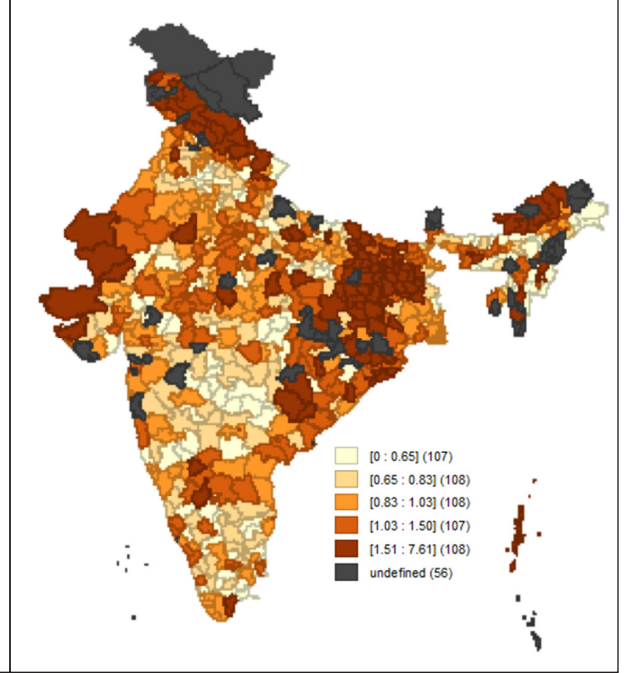 [0 : 0.65] (107)
[0.65 : 0.83] (108)
[0.83 : 1.03] (108)
[1.03 : 1.50] (107)
[1.51 : 7.61] (108)
undefined (56)